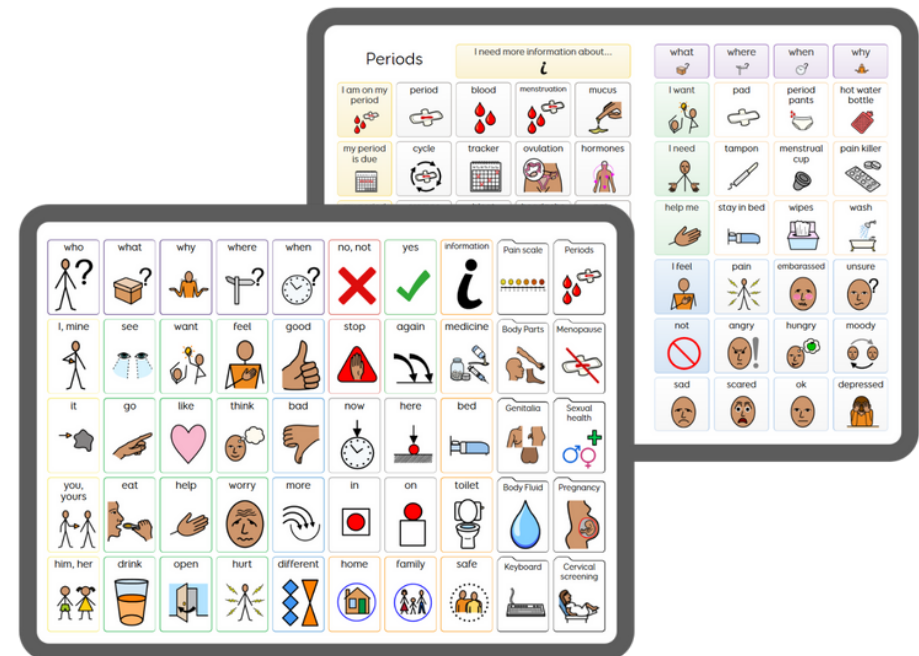 Periods
I need more information about...
what where when why
I am on my
period
period blood menstruation mucus
I want pad period
pants
hot water
bottle
my period
is due
cycle tracker ovulation hormones
I need tampon menstrual
cup
pain killer
help me stay in bed wipes wash
I feel pain embarassed unsure
not angry hungry moody
sad scared ok depressed
who what why where when no, not yes information Pain scale Periods
I, mine see want feel good stop again medicine Body Parts Menopause
it go like think bad now here bed Genitalia Sexual
health
you,
yours
eat help worry more in on toilet Body Fluid Pregnancy
him, her drink open hurt different home family safe Keyboard Cervical
screening